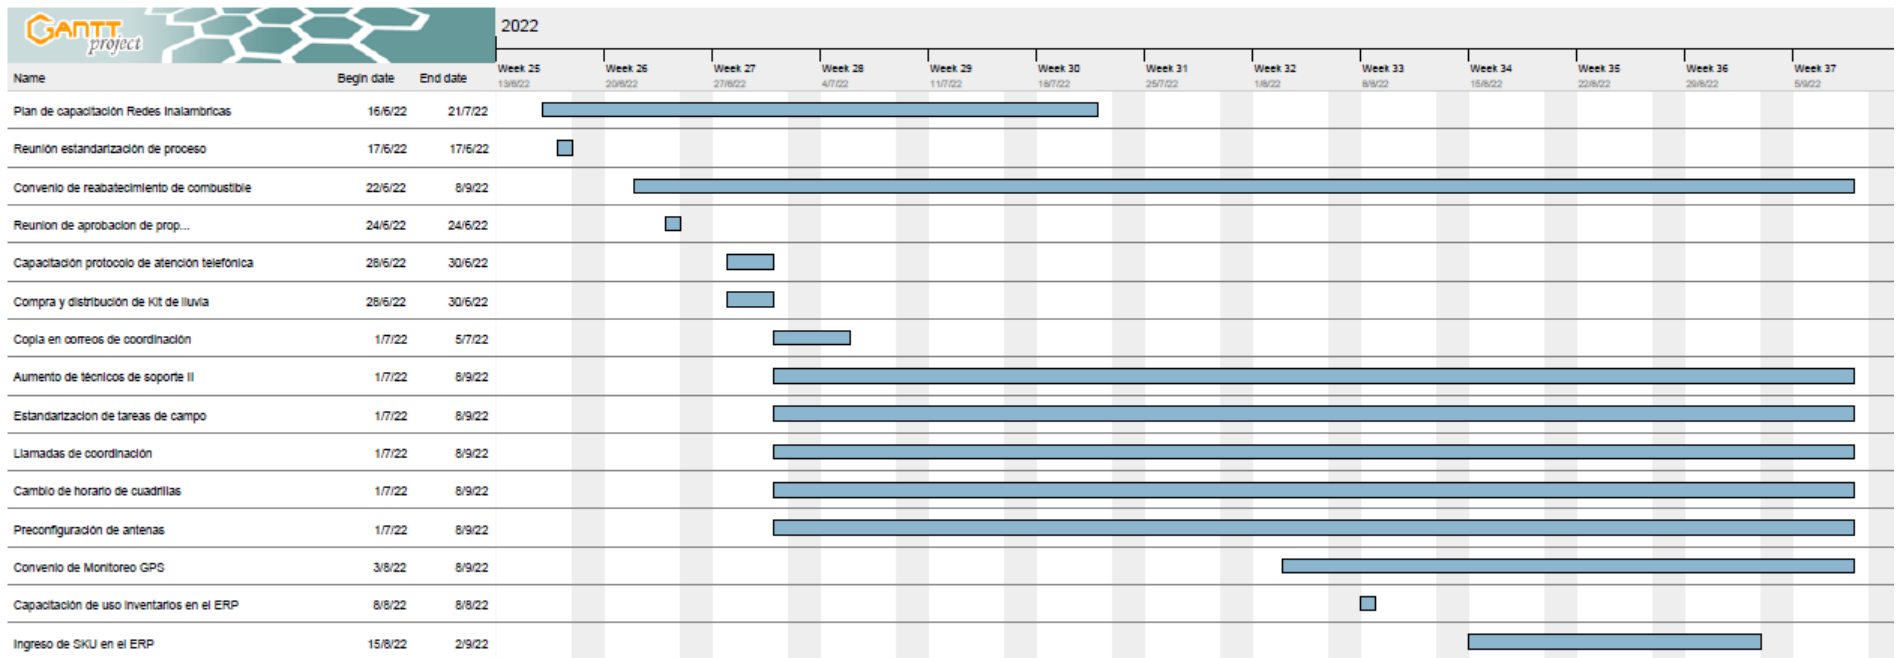 GANTT
project
2022
Name Begin date End date
Week 25 Week 26 Week 27 Week 28 Week 29 Week 30 Week 31 Week 32 Week 33 Week 34 Week 35 Week 36 Week 37
13/6/22 20/6/22 27/6/22 4/7/22 11/7/22 18/7/22 25/7/22 1/8/22 8/8/22 15/8/22 22/8/22 29/8/22 5/9/22
Plan de capacitación Redes Inalambricas 16/6/22 21/7/22
Reunión estandarización de proceso 17/6/22 17/6/22
Convenio de reabatecimiento de combustible 22/6/22 8/9/22
Reunion de aprobacion de prop... 24/6/22 24/6/22
Capacitación protocolo de atención telefónica 28/6/22 30/6/22
Compra y distribución de Kit de lluvia 28/6/22 30/6/22
Copia en correos de coordinación 1/7/22 5/7/22
Aumento de técnicos de soporte II 1/7/22 8/9/22
Estandarizacion de tareas de campo 1/7/22 8/9/22
Llamadas de coordinación 1/7/22 8/9/22
Cambio de horario de cuadrillas 1/7/22 8/9/22
Preconfiguración de antenas 1/7/22 8/9/22
Convenio de Monitoreo GPS 3/8/22 8/9/22
Capacitación de uso inventarios en el ERP 8/8/22 8/8/22
Ingreso de SKU en el ERP 15/8/22 2/9/22